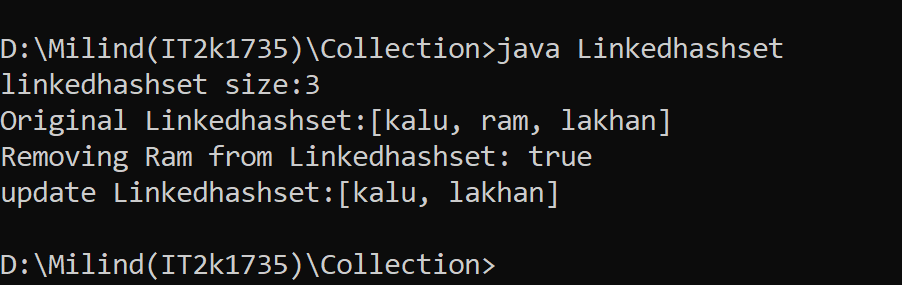 D:\Milind(IT2k1735)\Collection>java Linkedhashset
linkedhashset size:3
Original Linkedhashset:[kalu, ram, lakhan]
Removing Ram from Linkedhashset: true
update Linkedhashset:[kalu, lakhan]
D:\Milind(IT2k1735)\Collection>